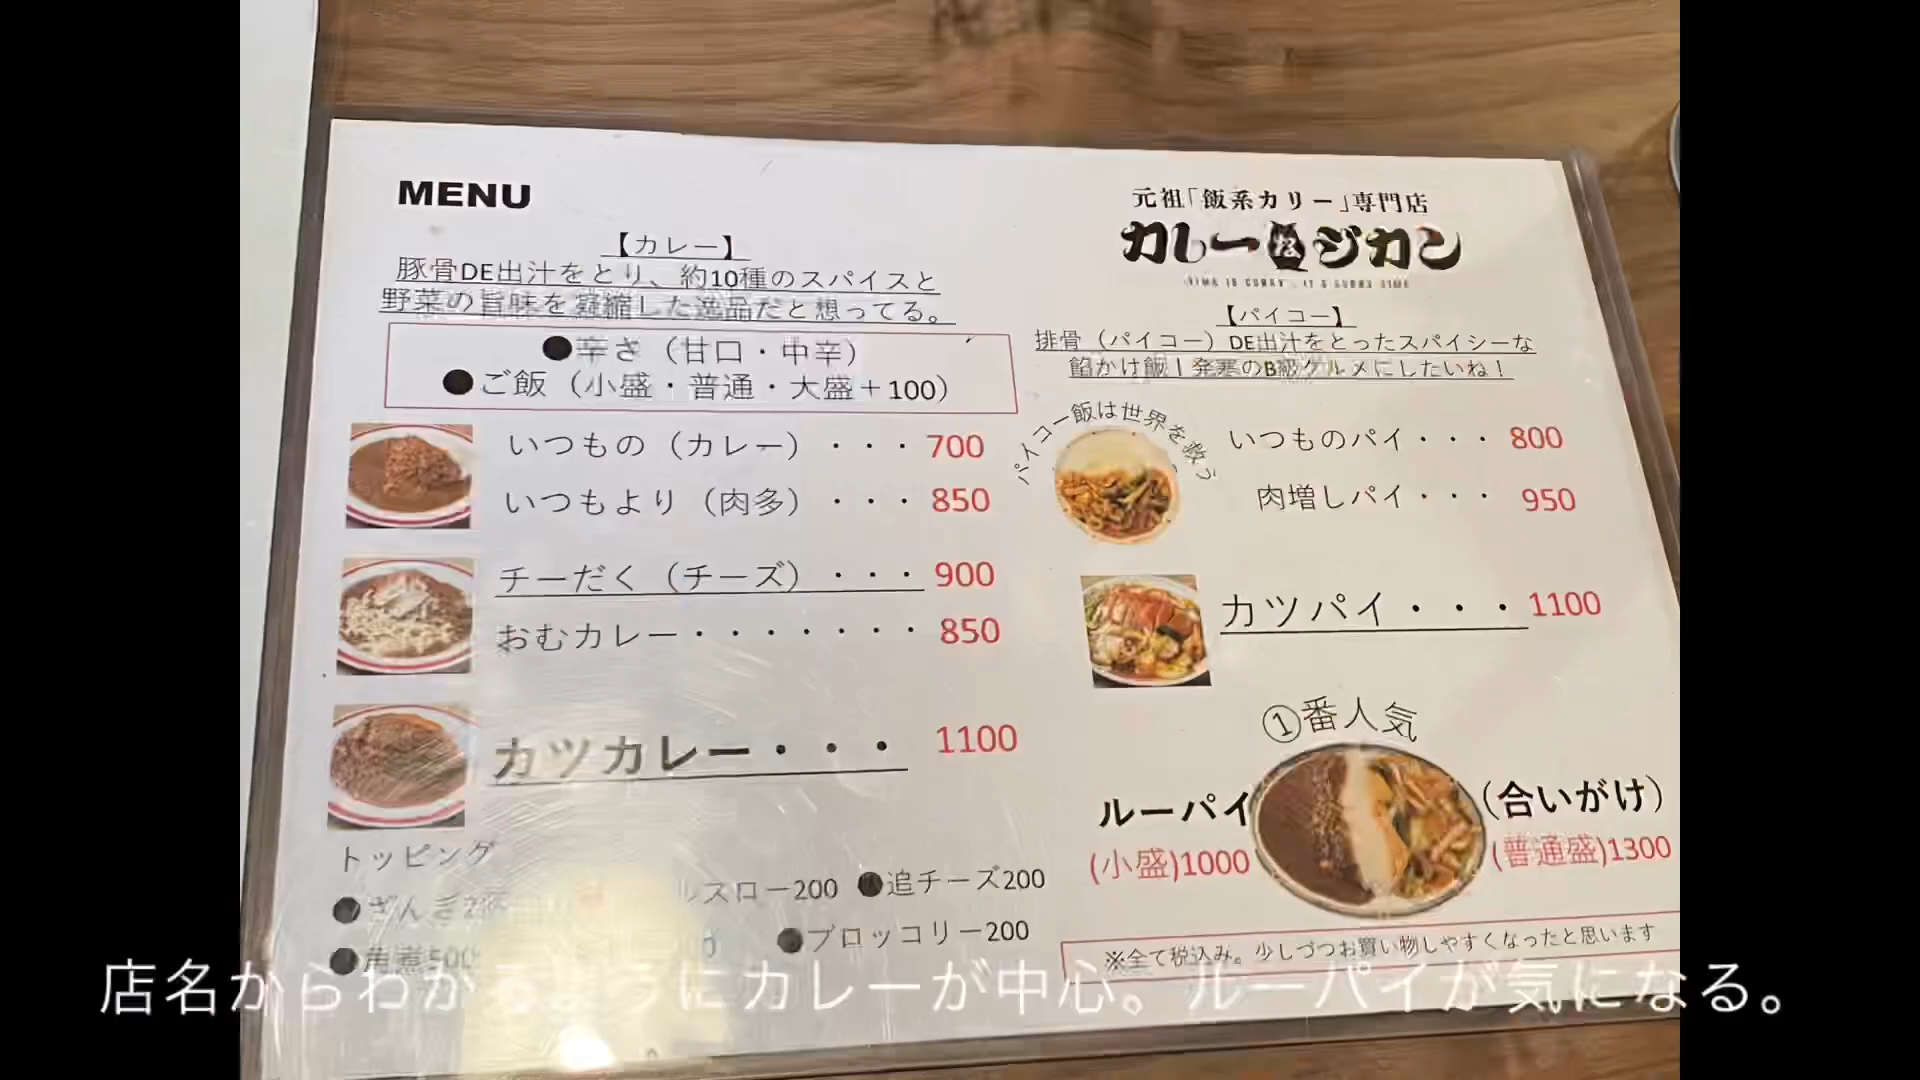 MENU
【カレー】
豚骨DE出汁をとり、約10種のスパイスと
野菜の旨味を凝縮した逸品だと想ってる。
●辛さ（甘口・中辛）
●ご飯（小盛・普通・大盛＋100）
いつもの（カレー）・・・700
いつもより（肉多）・・・850
チーだく（チーズ）・・・900
おむカレー・・・・・・・850
カツカレー・・・ 1100
トッピング
●ざんぎ
ルスロー200 ●追チーズ200
●角煮500
●ブロッコリー200
元祖「飯系カリー」専門店
カレージカン
【パイコー】
排骨（パイコー）DE出汁をとったスパイシーな
餡かけ飯！発寒のB級グルメにしたいね！
パイコー飯は世界を救う
いつものパイ・・・800
肉増しパイ・・・ 950
カツパイ・・・1100
①番人気
ルーパイ
(合いがけ)
(小盛)1000
(普通盛)1300
※全て税込み。少しづつお買い物しやすくなったと思います
店名からわかるようにカレーが中心。ルーパイが気になる。